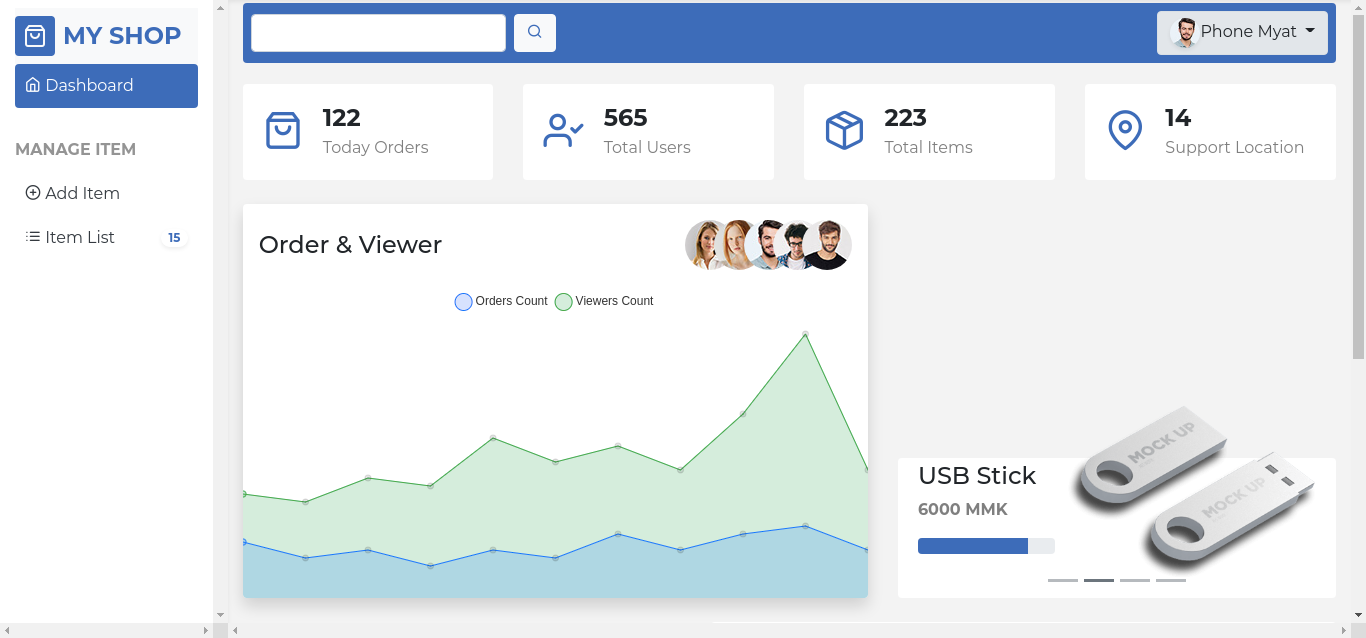 MY SHOP
Dashboard
MANAGE ITEM
Add Item
Item List 15
Phone Myat
122
Today Orders
565
Total Users
223
Total Items
14
Support Location
Order & Viewer
Orders Count Viewers Count
USB Stick
6000 MMK
MOCK UP
MOCK UP